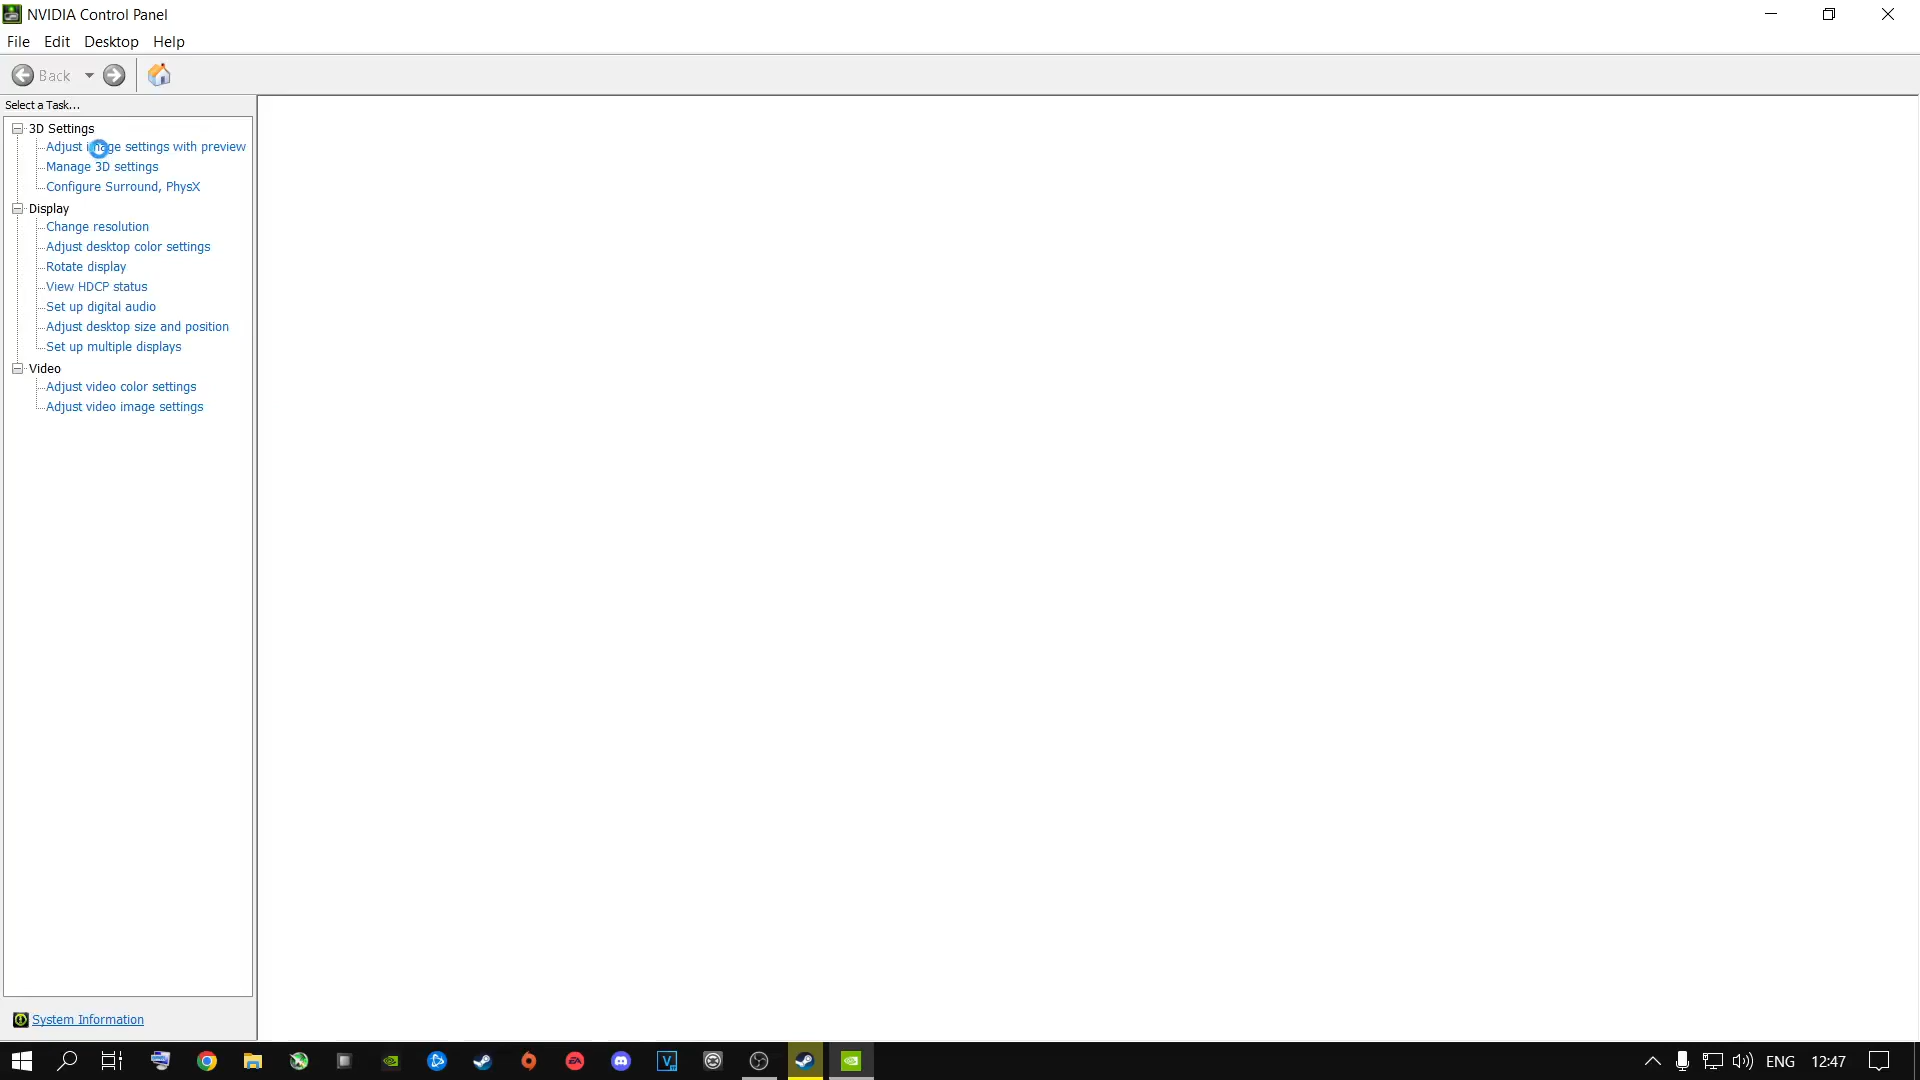 NVIDIA Control Panel
File Edit Desktop Help
Back
Select a Task...
3D Settings
Adjust image settings with preview
Manage 3D settings
Configure Surround, PhysX
Display
Change resolution
Adjust desktop color settings
Rotate display
View HDCP status
Set up digital audio
Adjust desktop size and position
Set up multiple displays
Video
Adjust video color settings
Adjust video image settings
System Information
ENG 12:47